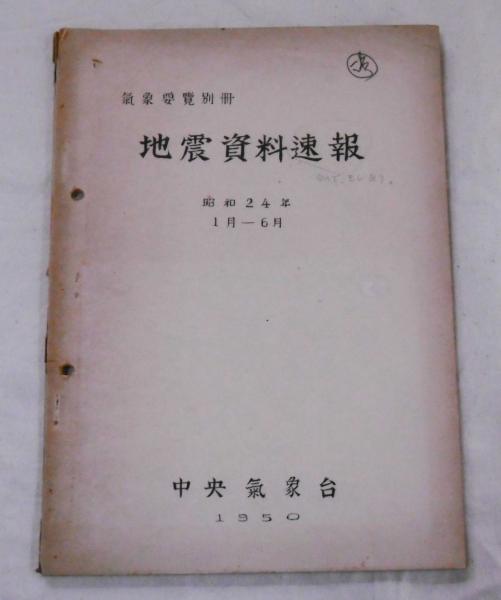 氣象要覽別冊
地震資料速報
昭和24年
1月—6月
中央氣象台
1950